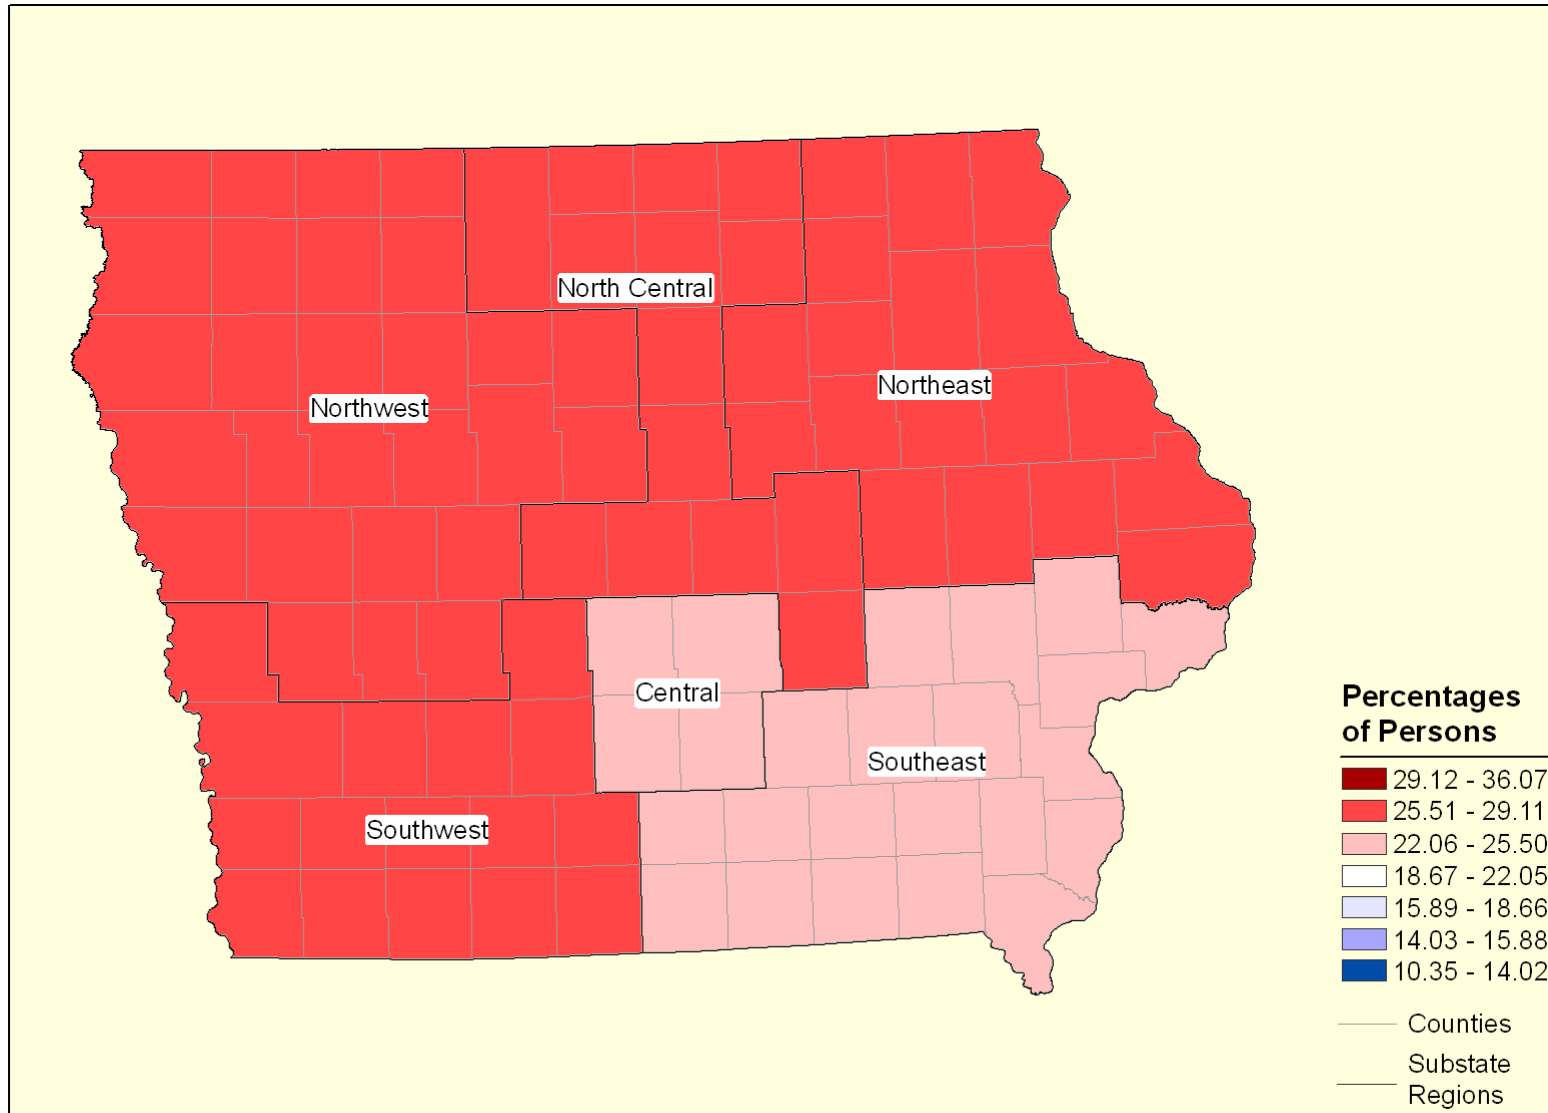 North Central
Northeast
Northwest
Central
Southeast
Southwest
Percentages
of Persons
29.12 - 36.07
25.51 - 29.11
22.06 - 25.50
18.67 - 22.05
15.89 - 18.66
14.03 - 15.88
10.35 - 14.02
Counties
Substate
Regions